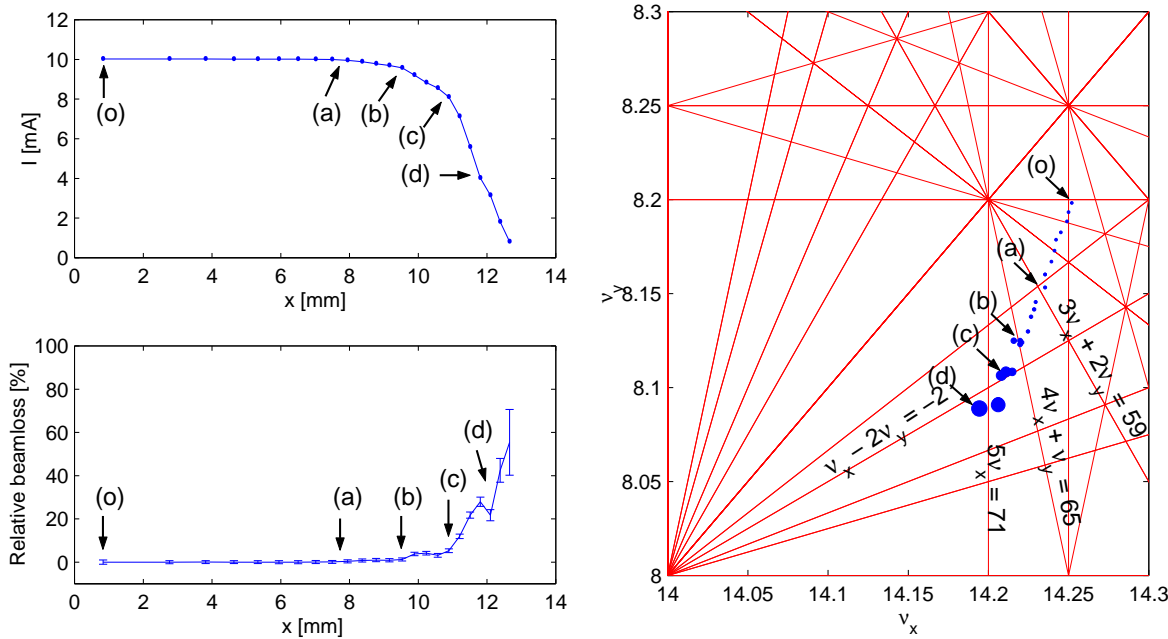 14
12
10
8
6
4
2
0
I [mA]
(o)
(a)
(b)
(c)
(d)
0 2 4 6 8 10 12 14
x [mm]
100
80
60
40
20
0
Relative beamloss [%]
(o)
(a)
(b)
(c)
(d)
0 2 4 6 8 10 12 14
x [mm]
8.3
8.25
8.2
8.15
8.1
8.05
8
ν_y
(o)
(a)
(b)
(c)
(d)
3ν_x + 2ν_y = 59
4ν_x + ν_y = 65
ν_x − 2ν_y = −2
5ν_x = 71
14 14.05 14.1 14.15 14.2 14.25 14.3
ν_x